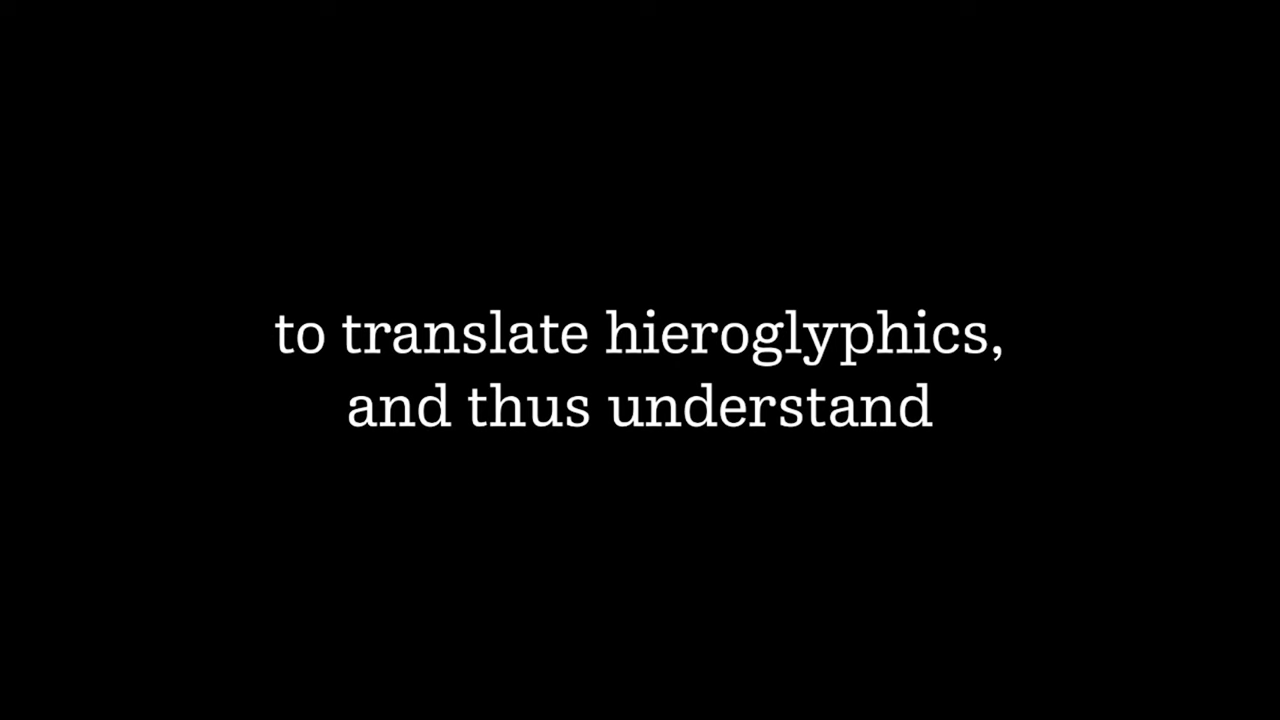 to translate hieroglyphics,
and thus understand